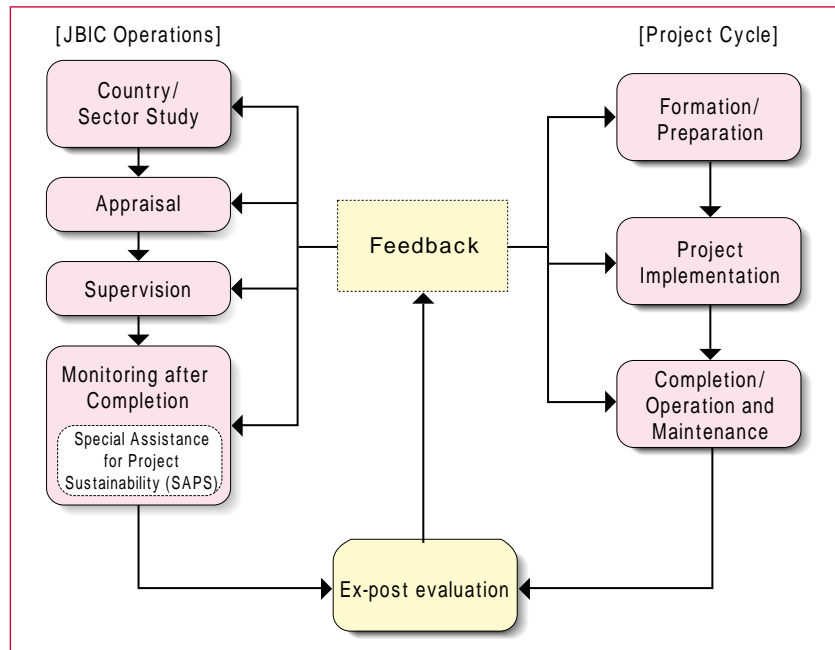 [JBIC Operations]
Country/
Sector Study
Appraisal
Supervision
Monitoring after
Completion
Special Assistance
for Project
Sustainability (SAPS)
Feedback
Ex-post evaluation
[Project Cycle]
Formation/
Preparation
Project
Implementation
Completion/
Operation and
Maintenance